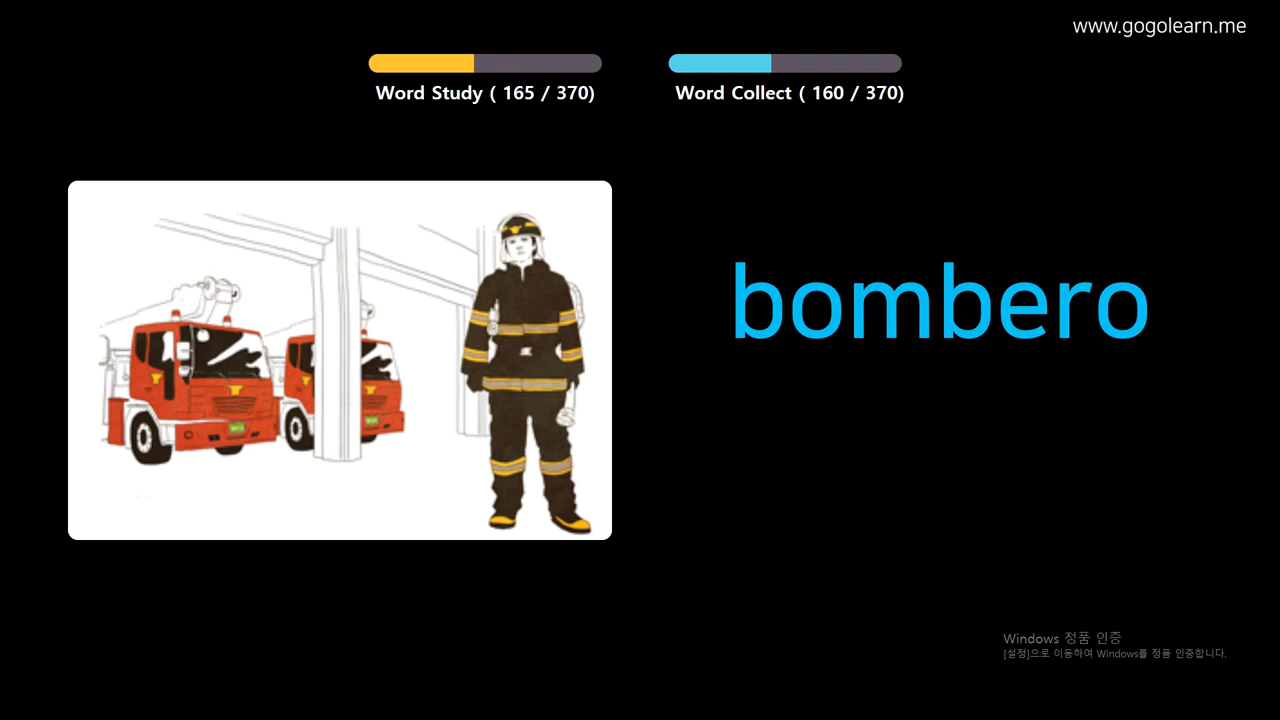 www.gogolearn.me
Word Study ( 165 / 370)
Word Collect ( 160 / 370)
bombero
Windows 정품 인증
[설정]으로 이동하여 Windows를 정품 인증합니다.